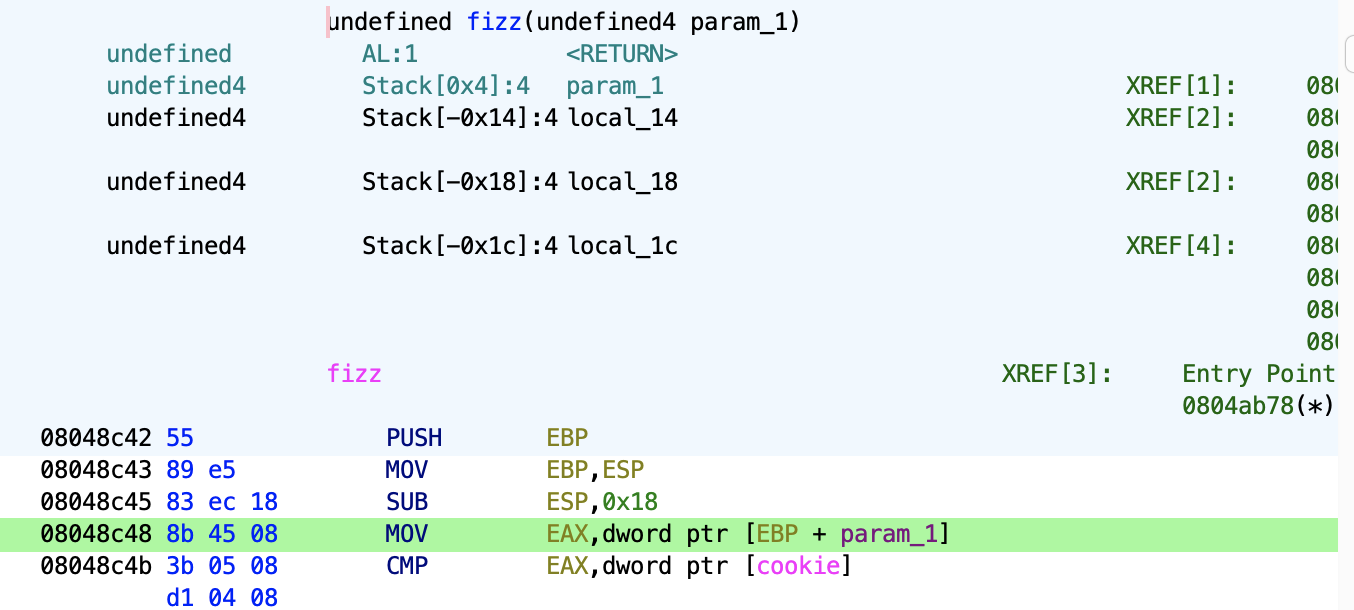 undefined fizz(undefined4 param_1)
undefined AL:1 <RETURN>
undefined4 Stack[0x4]:4 param_1 XREF[1]: 080
undefined4 Stack[-0x14]:4 local_14 XREF[2]: 080
080
undefined4 Stack[-0x18]:4 local_18 XREF[2]: 080
080
undefined4 Stack[-0x1c]:4 local_1c XREF[4]: 080
080
080
080
fizz XREF[3]: Entry Point
0804ab78(*)
08048c42 55 PUSH EBP
08048c43 89 e5 MOV EBP,ESP
08048c45 83 ec 18 SUB ESP,0x18
08048c48 8b 45 08 MOV EAX,dword ptr [EBP + param_1]
08048c4b 3b 05 08 CMP EAX,dword ptr [cookie]
d1 04 08